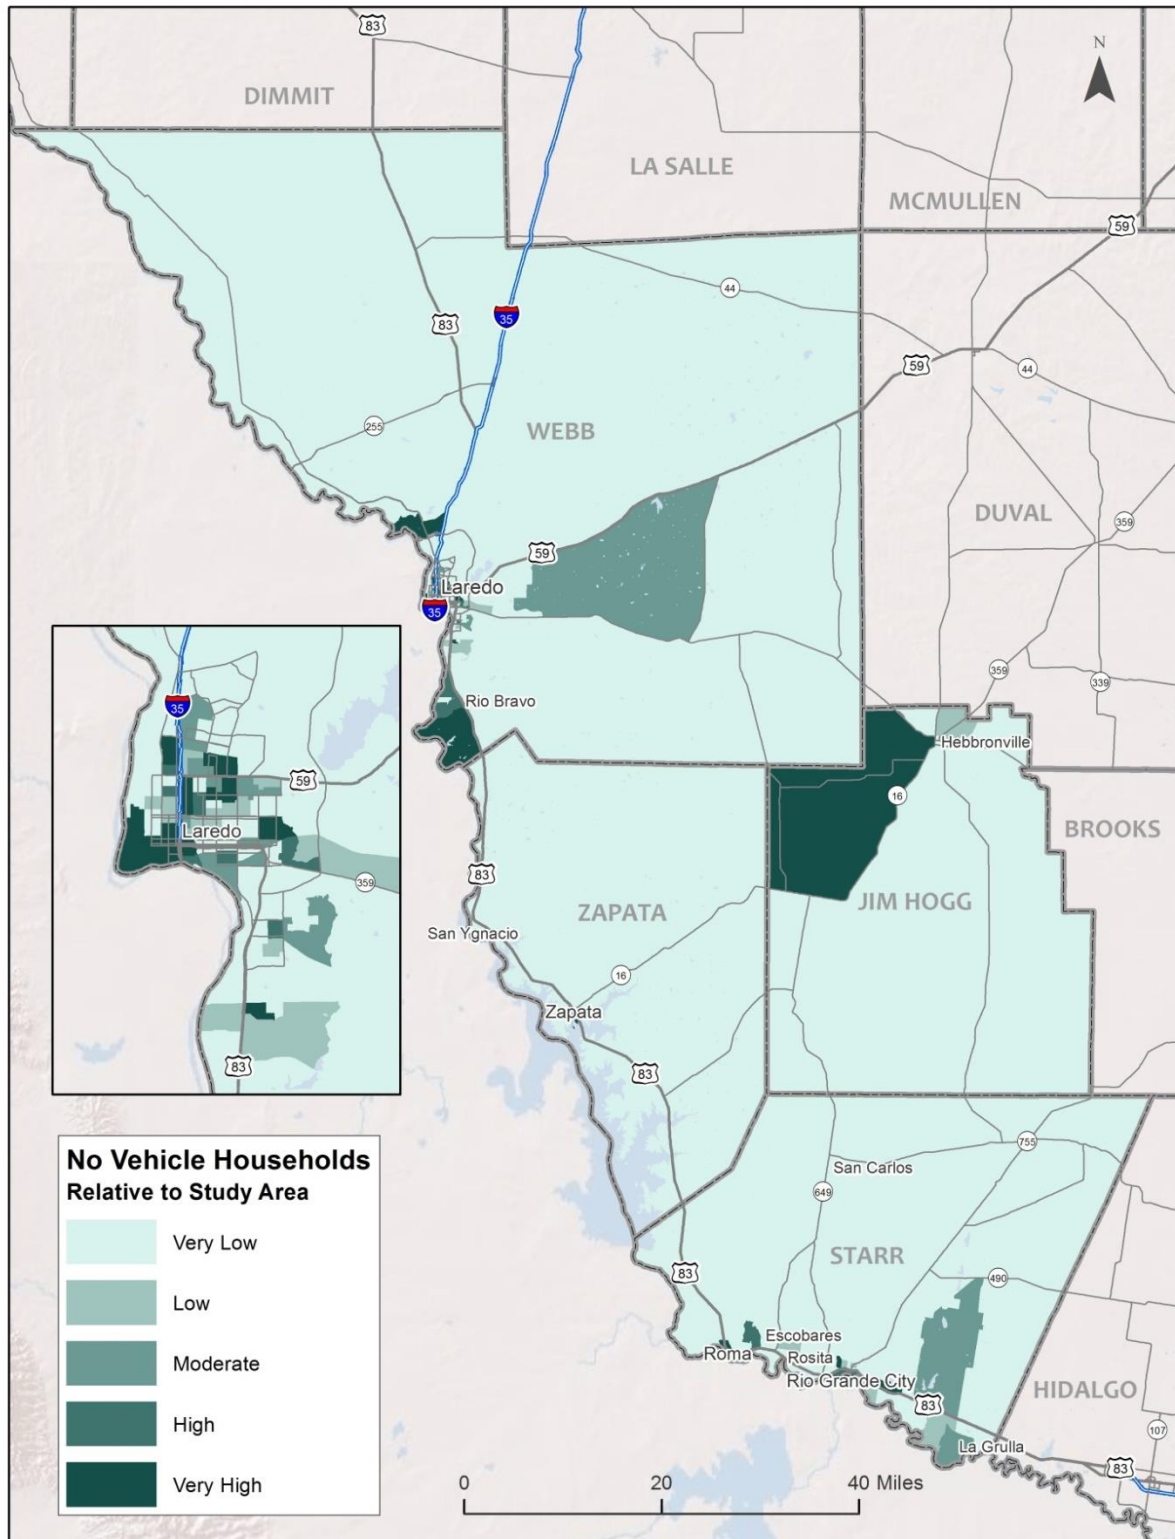 83
N
DIMMIT
LA SALLE
MCMULLEN
59
44
35
83
59
44
255
WEBB
DUVAL
359
59
Laredo
35
359
339
Rio Bravo
Hebbronville
16
BROOKS
83
ZAPATA
JIM HOGG
San Ygnacio
16
Zapata
83
755
San Carlos
649
STARR
83
490
Escobares
Roma
Rosita
Rio Grande City
83
HIDALGO
107
La Grulla
83
35
59
Laredo
359
83
No Vehicle Households
Relative to Study Area
Very Low
Low
Moderate
High
Very High
0 20 40 Miles